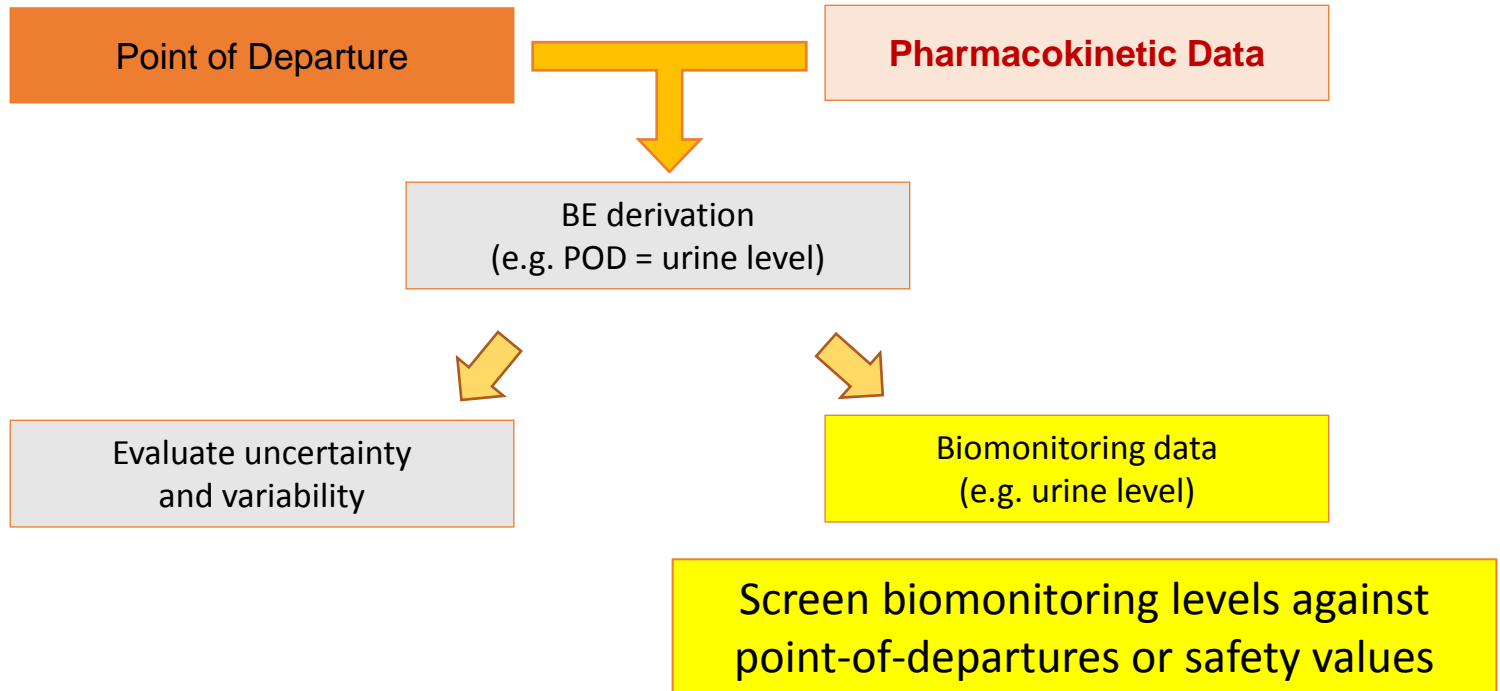 Point of Departure
Pharmacokinetic Data
BE derivation
(e.g. POD = urine level)
Evaluate uncertainty
and variability
Biomonitoring data
(e.g. urine level)
Screen biomonitoring levels against
point-of-departures or safety values